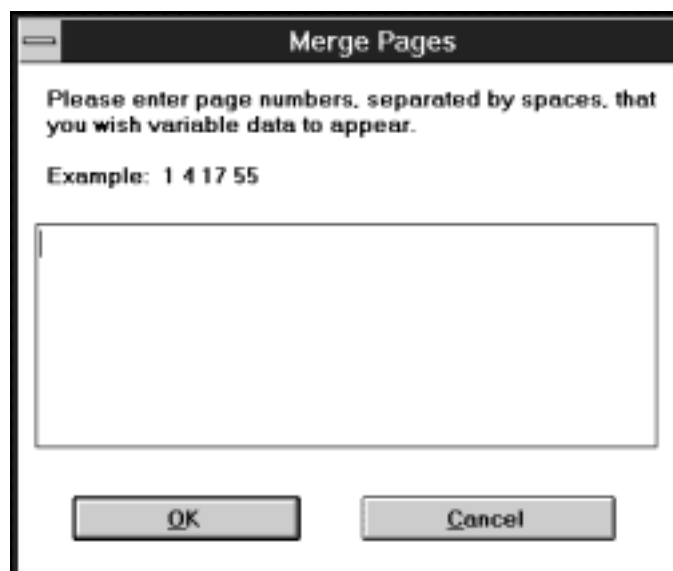 Merge Pages
Please enter page numbers, separated by spaces, that
you wish variable data to appear.
Example: 1 4 17 55
OK
Cancel